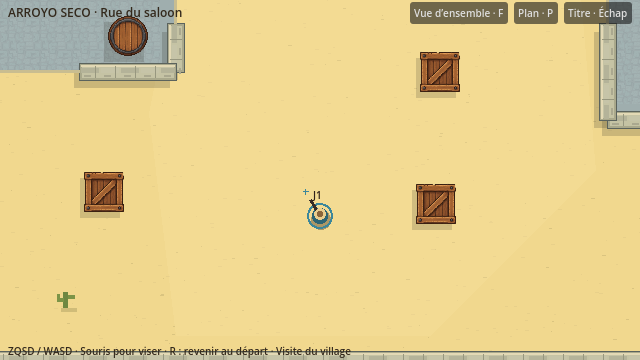 ARROYO SECO · Rue du saloon
Vue d'ensemble · F
Plan · P
Titre · Échap
J1
ZQSD / WASD · Souris pour viser · R : revenir au départ · Visite du village